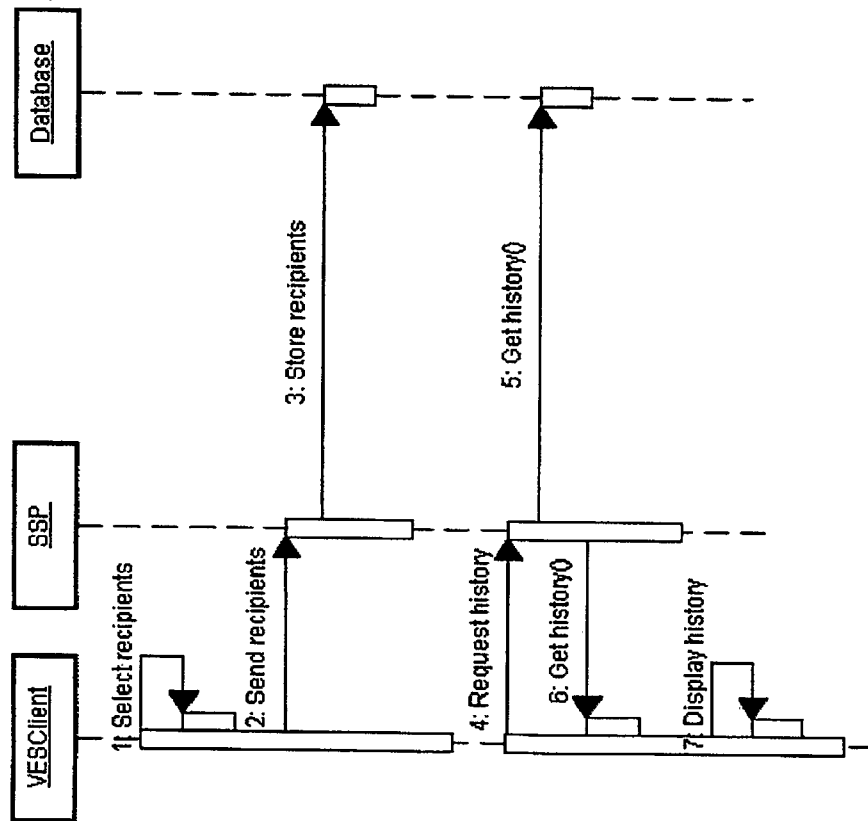 VESClient
SSP
Database
1: Select recipients
2: Send recipients
3: Store recipients
4: Request history
5: Get history()
6: Get history()
7: Display history